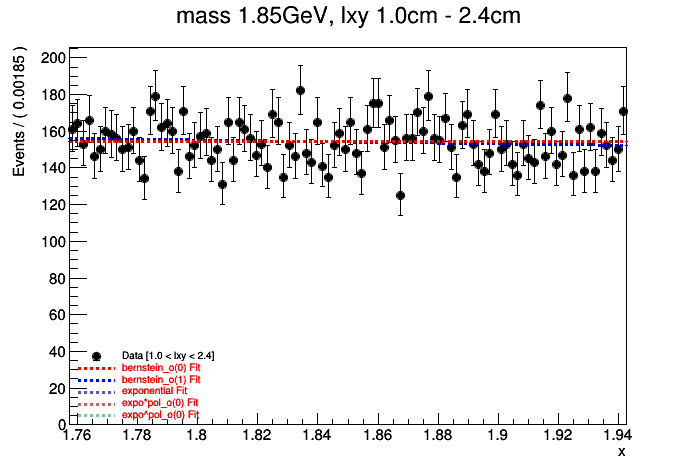 mass 1.85GeV, lxy 1.0cm - 2.4cm
Events / ( 0.00185 )
200
180
160
140
120
100
80
60
40
20
0
Data [1.0 < lxy < 2.4]
bernstein_o(0) Fit
bernstein_o(1) Fit
exponential Fit
expo*pol_o(0) Fit
expo^pol_o(0) Fit
1.76 1.78 1.8 1.82 1.84 1.86 1.88 1.9 1.92 1.94
x